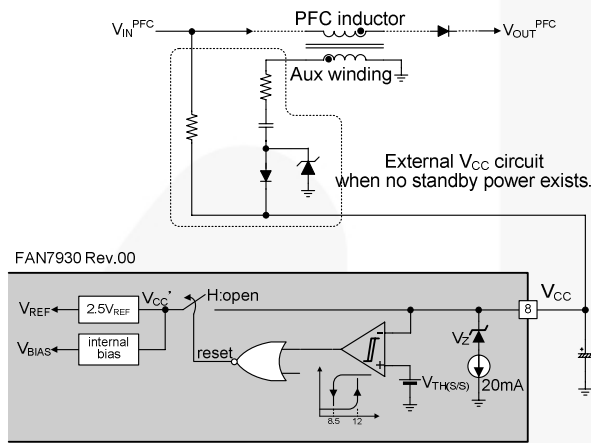 PFC inductor
V_IN^PFC
V_OUT^PFC
Aux winding
External V_CC circuit
when no standby power exists.
FAN7930 Rev.00
V_REF
2.5V_REF
V_CC'
H:open
8
V_CC
V_BIAS
internal
bias
reset
V_Z
V_TH(S/S)
20mA
8.5
12